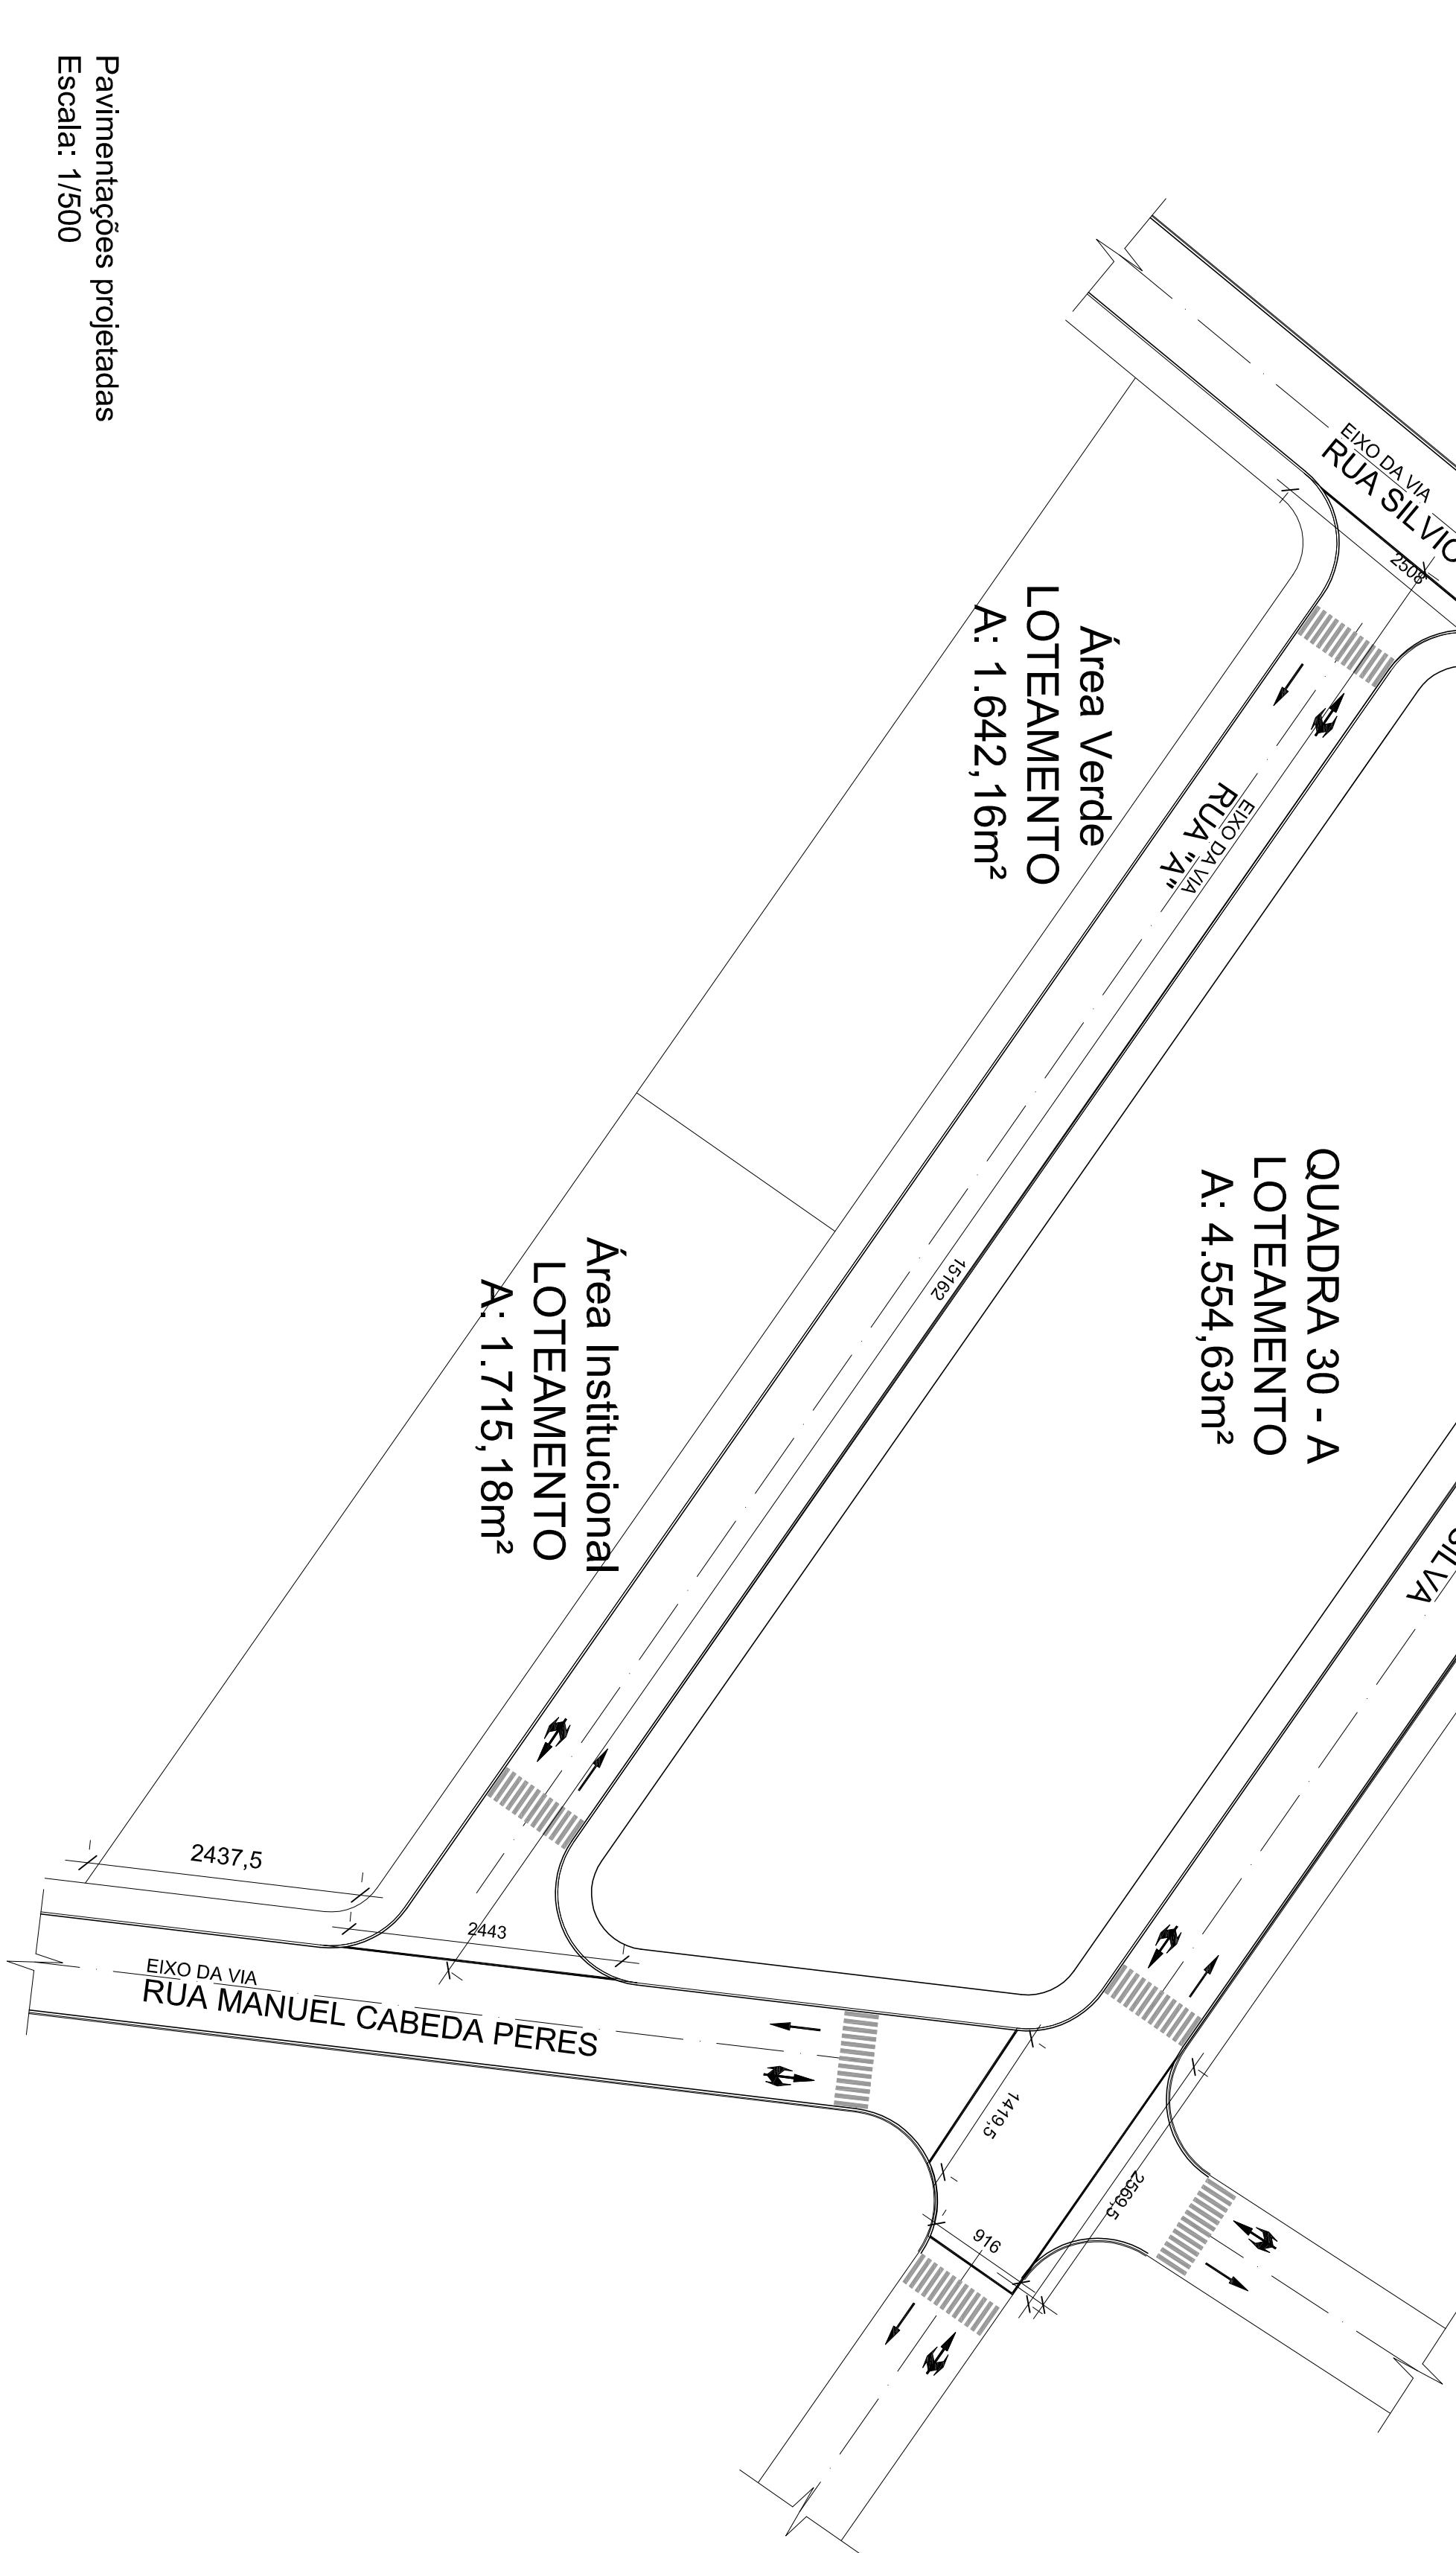 Pavimentações projetadas
Escala: 1/500
EIXO DA VIA
RUA SILVIO
2508
Área Verde
LOTEAMENTO
A: 1.642,16m²
EIXO DA VIA
RUA "A"
QUADRA 30 - A
LOTEAMENTO
A: 4.554,63m²
15162
Área Institucional
LOTEAMENTO
A: 1.715,18m²
SILVA
2437,5
2443
EIXO DA VIA
RUA MANUEL CABEDA PERES
1419,5
2569,5
916